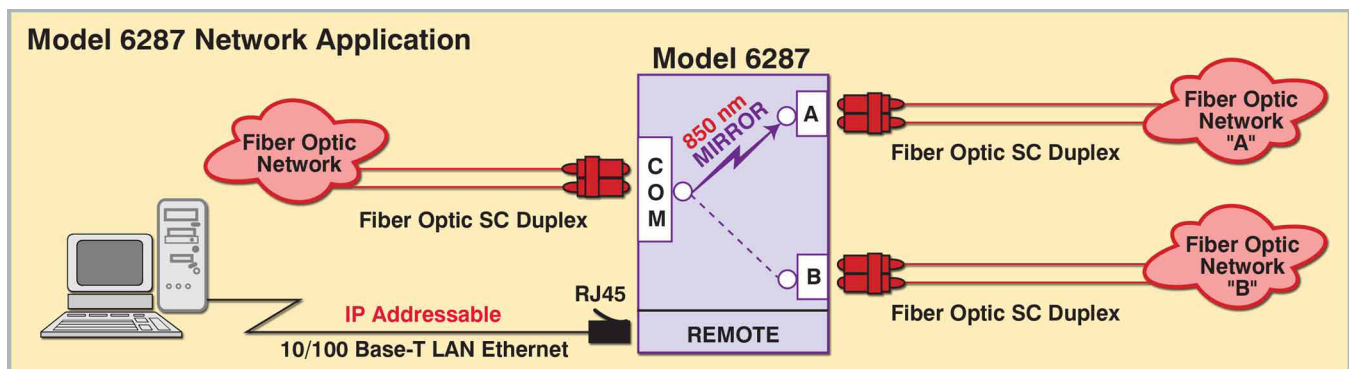 Model 6287 Network Application
Model 6287
Fiber Optic
Network
Fiber Optic SC Duplex
C
O
M
850 nm
MIRROR
A
B
Fiber Optic SC Duplex
Fiber Optic
Network
"A"
Fiber Optic SC Duplex
Fiber Optic
Network
"B"
RJ45
IP Addressable
10/100 Base-T LAN Ethernet
REMOTE